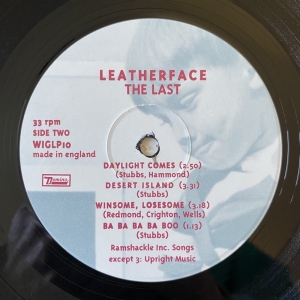 LEATHERFACE
THE LAST
33 rpm
SIDE TWO
WIGLP10
made in england
Domino
DAYLIGHT COMES (2.50)
(Stubbs, Hammond)
DESERT ISLAND (3.31)
(Stubbs)
WINSOME, LOSESOME (3.18)
(Redmond, Crighton, Wells)
BA BA BA BA BOO (1.13)
(Stubbs)
Ramshackle Inc. Songs
except 3: Upright Music